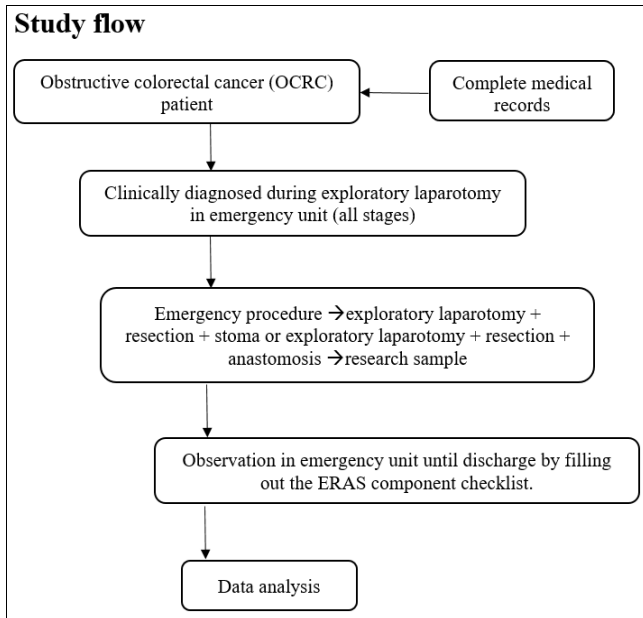 Study flow
Obstructive colorectal cancer (OCRC)
patient
Complete medical
records
Clinically diagnosed during exploratory laparotomy
in emergency unit (all stages)
Emergency procedure →exploratory laparotomy +
resection + stoma or exploratory laparotomy + resection +
anastomosis →research sample
Observation in emergency unit until discharge by filling
out the ERAS component checklist.
Data analysis